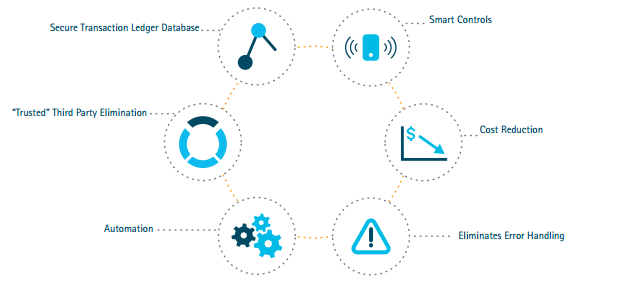 Secure Transaction Ledger Database
Smart Controls
"Trusted" Third Party Elimination
$
Cost Reduction
Automation
Eliminates Error Handling